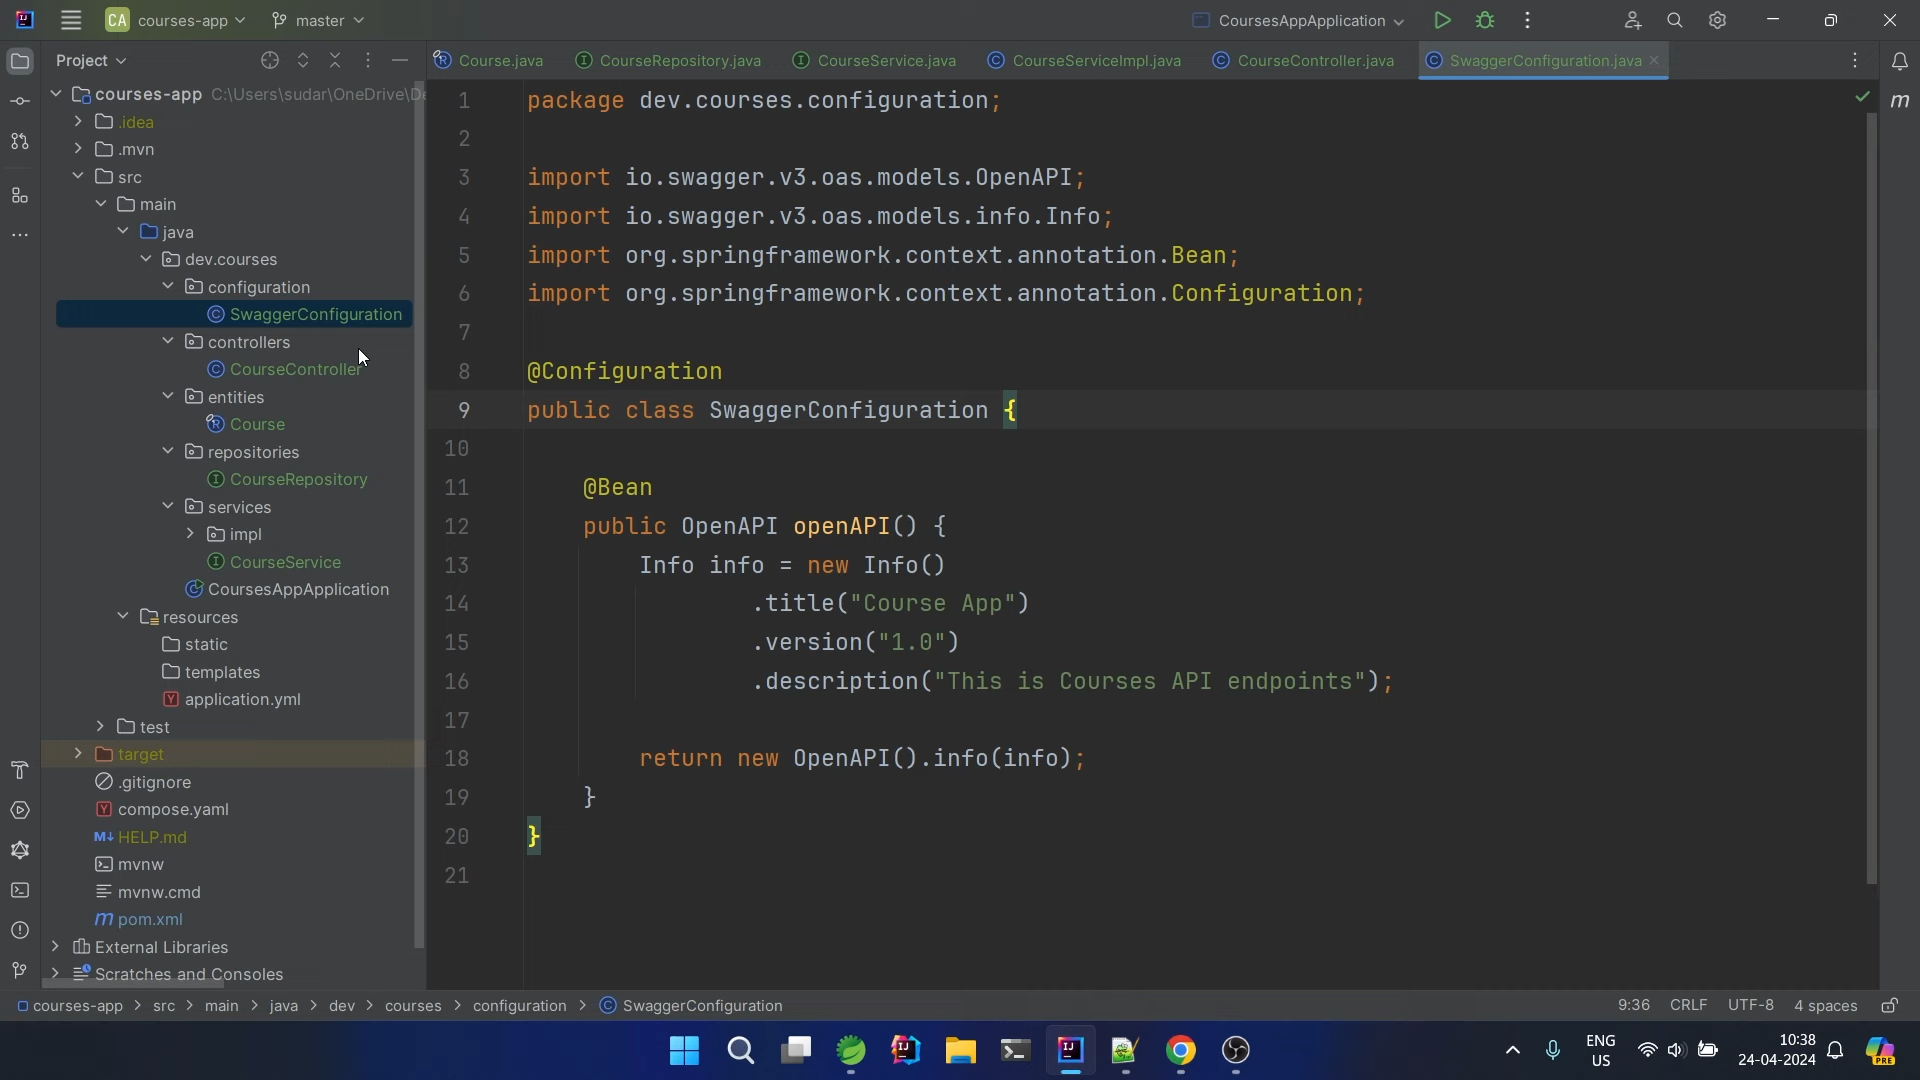 CA courses-app master CoursesAppApplication
Project
Course.java CourseRepository.java CourseService.java CourseServiceImpl.java CourseController.java SwaggerConfiguration.java
courses-app C:\Users\sudar\OneDrive\De
.idea
.mvn
src
main
java
dev.courses
configuration
SwaggerConfiguration
controllers
CourseController
entities
Course
repositories
CourseRepository
services
impl
CourseService
CoursesAppApplication
resources
static
templates
application.yml
test
target
.gitignore
compose.yaml
M↓ HELP.md
mvnw
mvnw.cmd
m pom.xml
External Libraries
Scratches and Consoles
1 package dev.courses.configuration;
2
3 import io.swagger.v3.oas.models.OpenAPI;
4 import io.swagger.v3.oas.models.info.Info;
5 import org.springframework.context.annotation.Bean;
6 import org.springframework.context.annotation.Configuration;
7
8 @Configuration
9 public class SwaggerConfiguration {
10
11 @Bean
12 public OpenAPI openAPI() {
13 Info info = new Info()
14 .title("Course App")
15 .version("1.0")
16 .description("This is Courses API endpoints");
17
18 return new OpenAPI().info(info);
19 }
20 }
21
m
courses-app > src > main > java > dev > courses > configuration > SwaggerConfiguration
9:36 CRLF UTF-8 4 spaces
ENG
US
10:38
24-04-2024
PRE